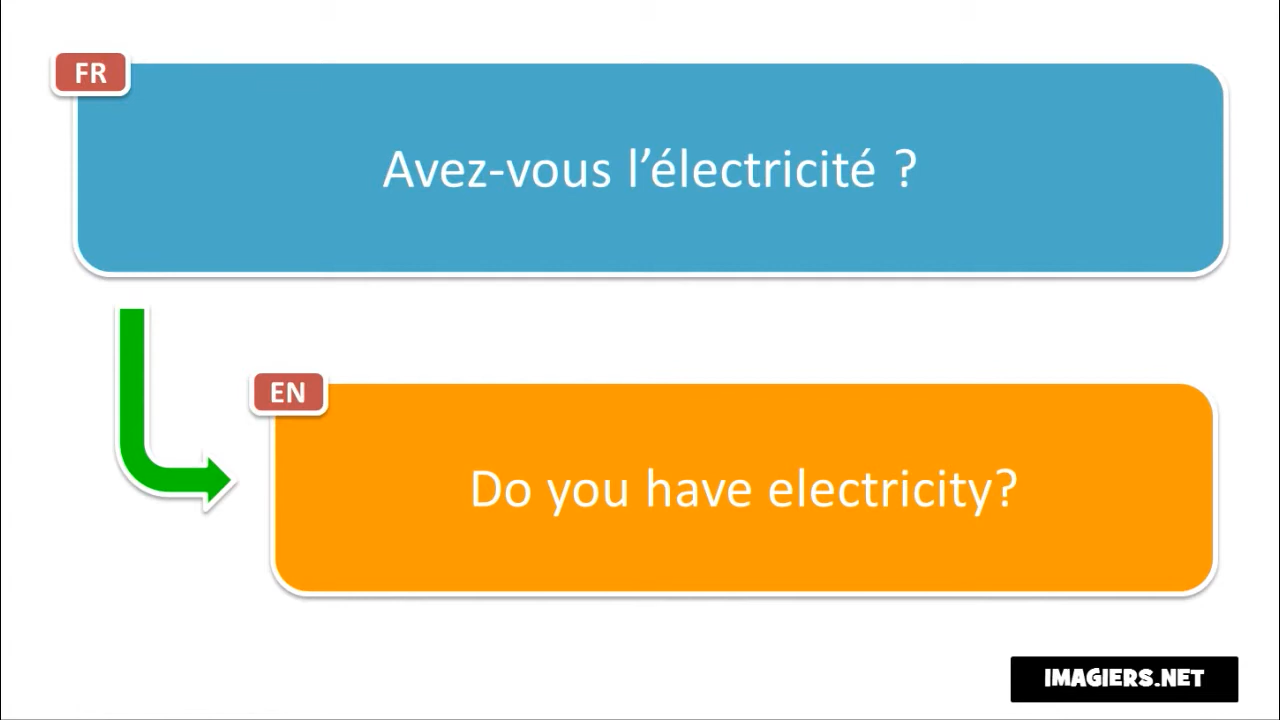 FR
Avez-vous l’électricité ?
EN
Do you have electricity?
IMAGIERS.NET